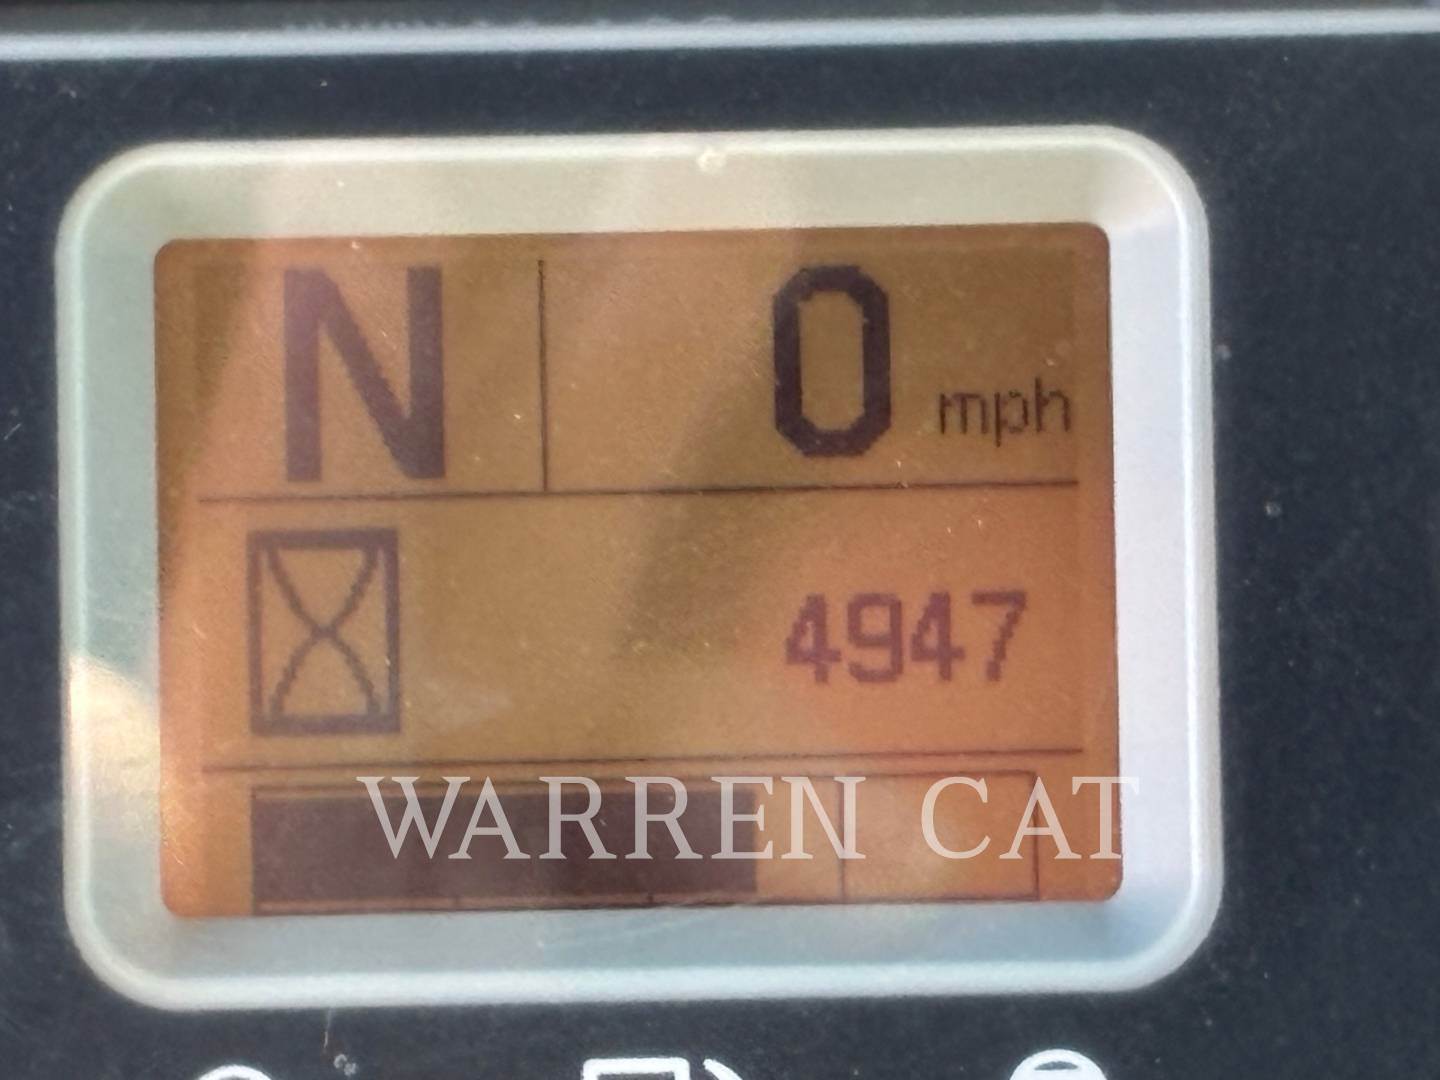 N 0 mph
4947
WARREN CAT